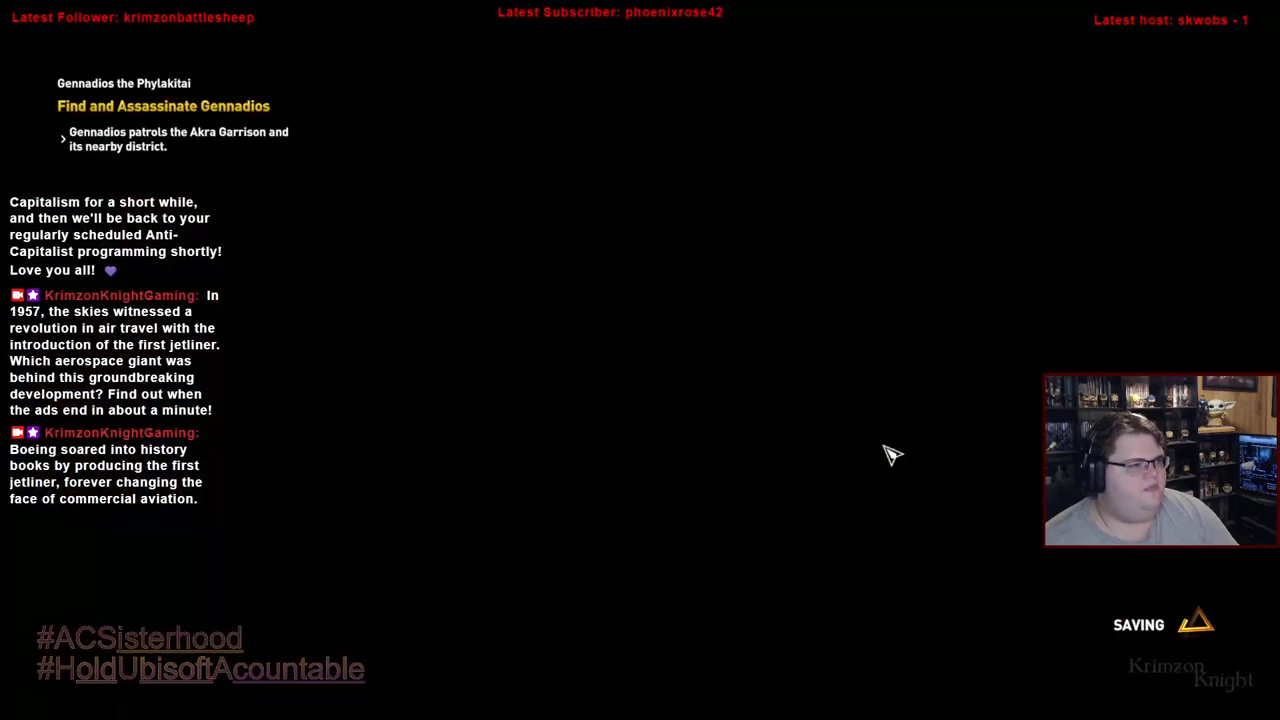 Latest Follower: krimzonbattlesheep
Latest Subscriber: phoenixrose42
Latest host: skwobs - 1
Gennadios the Phylakitai
Find and Assassinate Gennadios
Gennadios patrols the Akra Garrison and
its nearby district.
Capitalism for a short while,
and then we'll be back to your
regularly scheduled Anti-
Capitalist programming shortly!
Love you all!
KrimzonKnightGaming: In
1957, the skies witnessed a
revolution in air travel with the
introduction of the first jetliner.
Which aerospace giant was
behind this groundbreaking
development? Find out when
the ads end in about a minute!
KrimzonKnightGaming:
Boeing soared into history
books by producing the first
jetliner, forever changing the
face of commercial aviation.
SAVING
#ACSisterhood
#HoldUbisoftAcountable
Krimzon
Knight